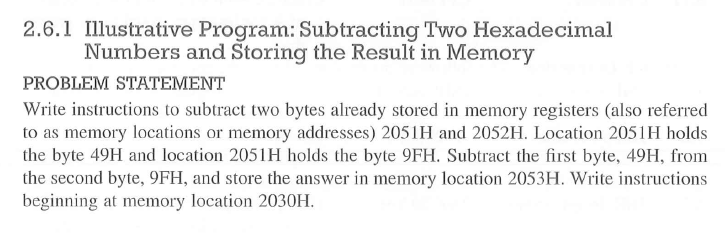 2.6.1 Illustrative Program: Subtracting Two Hexadecimal
Numbers and Storing the Result in Memory
PROBLEM STATEMENT
Write instructions to subtract two bytes already stored in memory registers (also referred
to as memory locations or memory addresses) 2051H and 2052H. Location 2051H holds
the byte 49H and location 2051H holds the byte 9FH. Subtract the first byte, 49H, from
the second byte, 9FH, and store the answer in memory location 2053H. Write instructions
beginning at memory location 2030H.